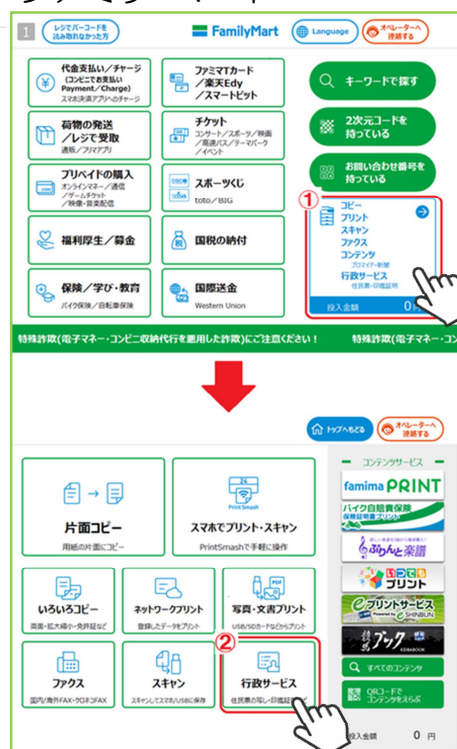 1
レシでバーコードを
読み取れなかった方
FamilyMart
Language
オペレーターへ
連絡する
代金支払い/チャージ
(コンビニでお支払い
Payment/Charge)
スマホ決済アプリへのチャージ
ファミマTカード
/楽天Edy
/スマートピット
キーワードで探す
荷物の発送
/レジで受取
通販/フリマアプリ
チケット
コンサート/スポーツ/映画
/高速バス/テーマパーク
/イベント
2次元コードを
持っている
プリペイドの購入
オンラインマネー/通信
/ゲームチケット
/映像・音楽配信
スポーツくじ
toto/BIG
お問い合わせ番号を
持っている
①
コピー
プリント
スキャン
ファクス
コンテンツ
ブロマイド・新聞
行政サービス
住民票・印鑑証明
投入金額 0円
福利厚生/募金
国税の納付
保険/学び・教育
バイク保険/自転車保険
国際送金
Western Union
特殊詐欺(電子マネー・コンビニ収納代行を悪用した詐欺)にご注意ください!
特殊詐欺(電子マネー・コン
トップへもどる
オペレーターへ
連絡する
片面コピー
用紙の片面にコピー
24
Print Smash
スマホでプリント・スキャン
PrintSmashで手軽に操作
いろいろコピー
両面・拡大縮小・免許証など
ネットワークプリント
登録したデータをプリント
PDF
写真・文書プリント
USB/SDカードなどからプリント
②
ファクス
国内/海外FAX・クロネコFAX
スキャン
スキャンしてスマホ/USBに保存
行政サービス
住民票の写し・印鑑証
コンテンツサービス
famima PRINT
バイク自賠責保険
保険証明書プリント
ぷりんと楽譜
いつでも
プリント
プリントサービス
Powered by e-SHINBUN
競馬ブック
KEIBABOOK
すべてのコンテンツ
QRコードで
コンテンツをえらぶ
投入金額 0 円